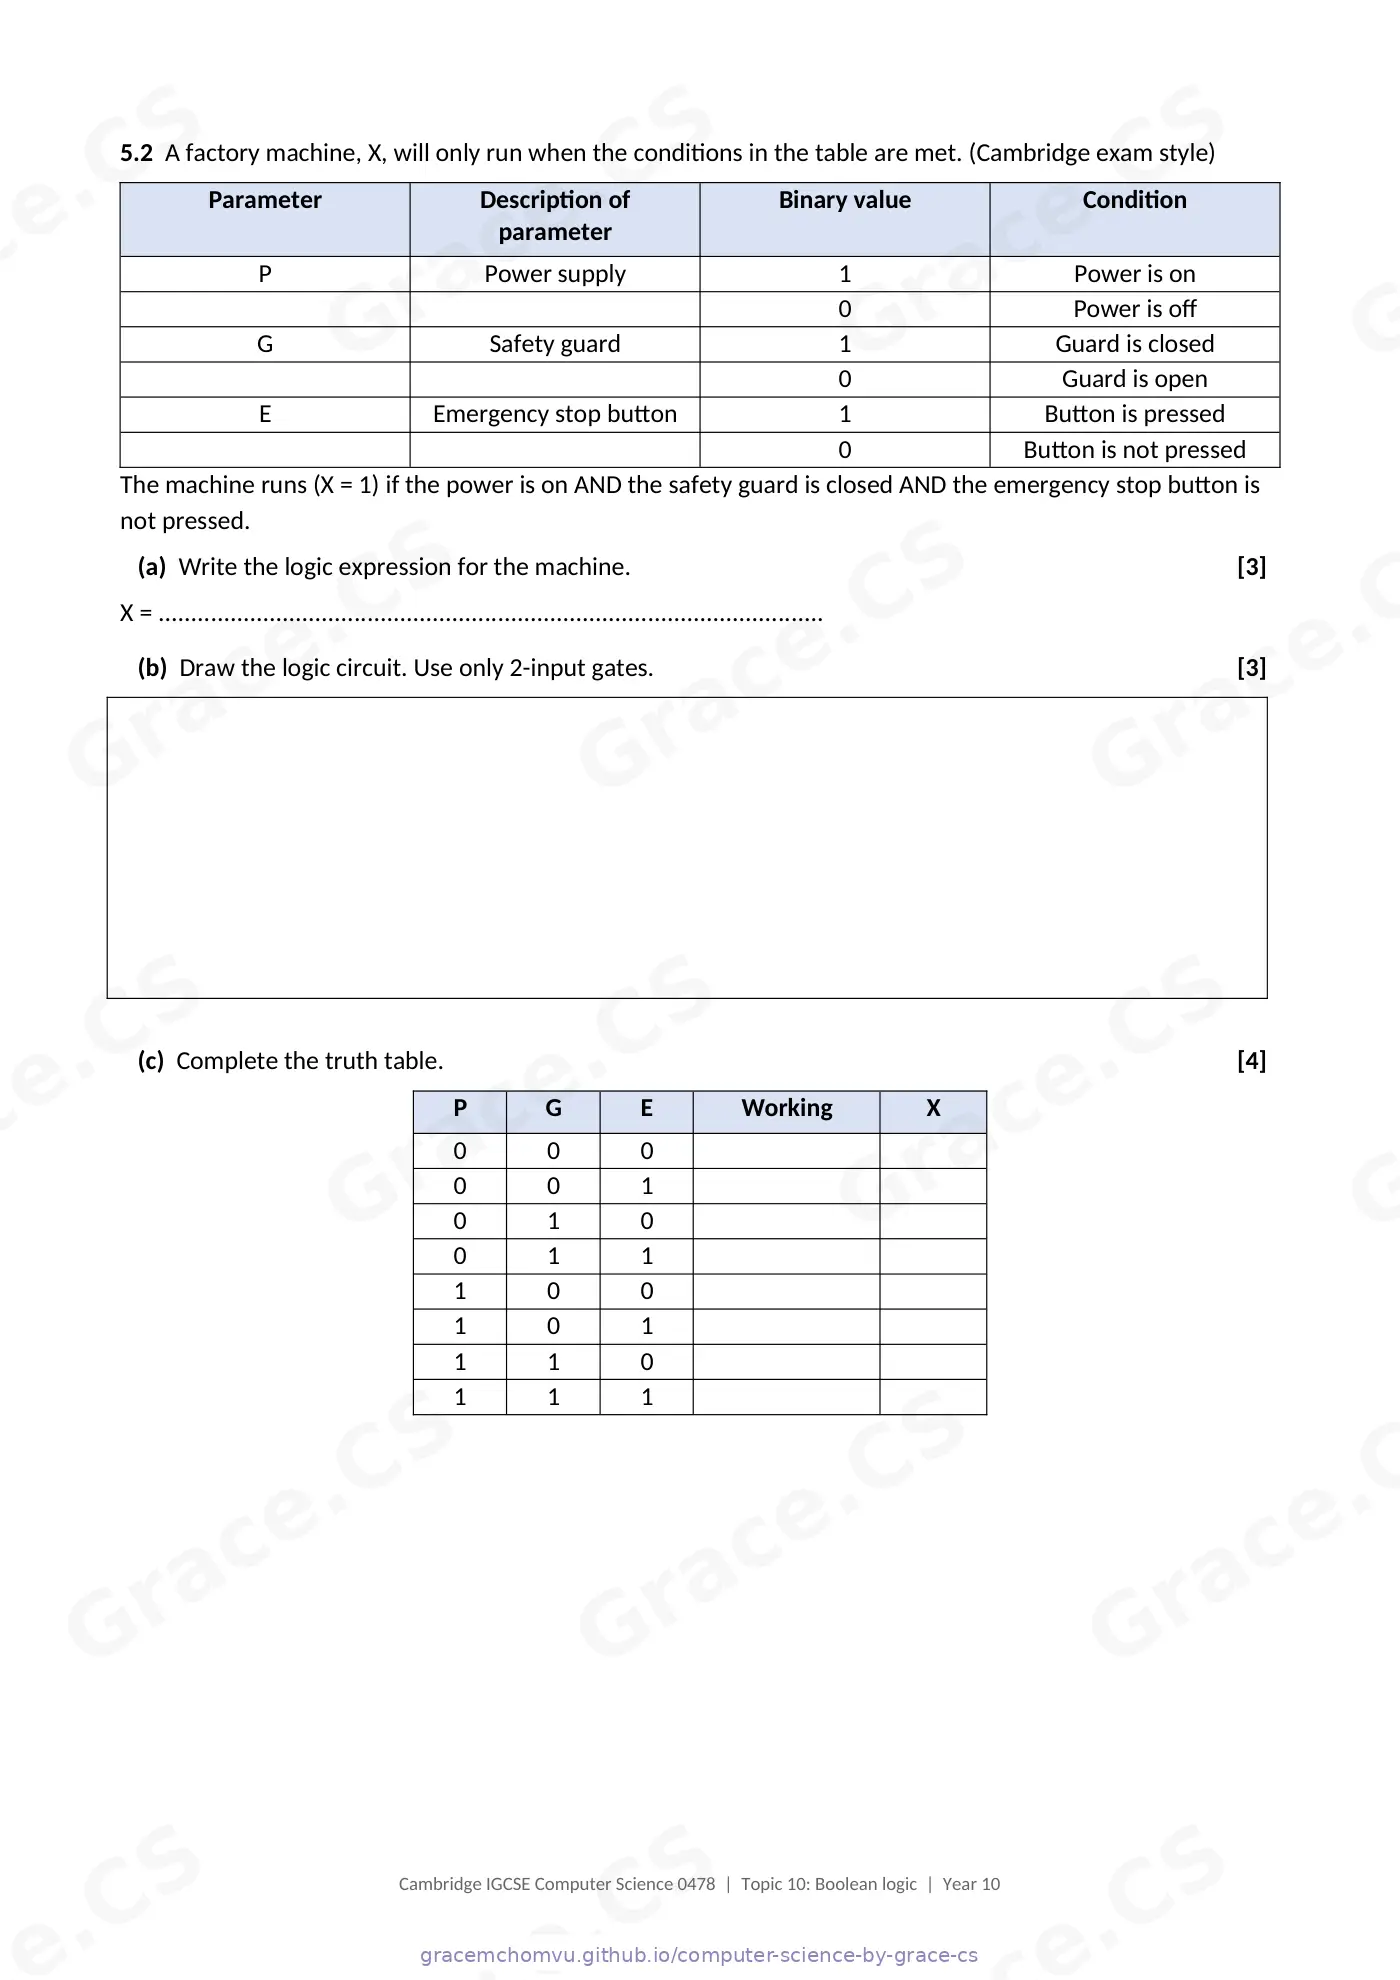 5.2 A factory machine, X, will only run when the conditions in the table are met. (Cambridge exam style)
Parameter Description of parameter Binary value Condition
P Power supply 1 Power is on
0 Power is off
G Safety guard 1 Guard is closed
0 Guard is open
E Emergency stop button 1 Button is pressed
0 Button is not pressed
The machine runs (X = 1) if the power is on AND the safety guard is closed AND the emergency stop button is
not pressed.
(a) Write the logic expression for the machine. [3]
X = ........................................................................................................
(b) Draw the logic circuit. Use only 2-input gates. [3]
(c) Complete the truth table. [4]
P G E Working X
0 0 0
0 0 1
0 1 0
0 1 1
1 0 0
1 0 1
1 1 0
1 1 1
Cambridge IGCSE Computer Science 0478 | Topic 10: Boolean logic | Year 10
gracemchomvu.github.io/computer-science-by-grace-cs
Grace.CS